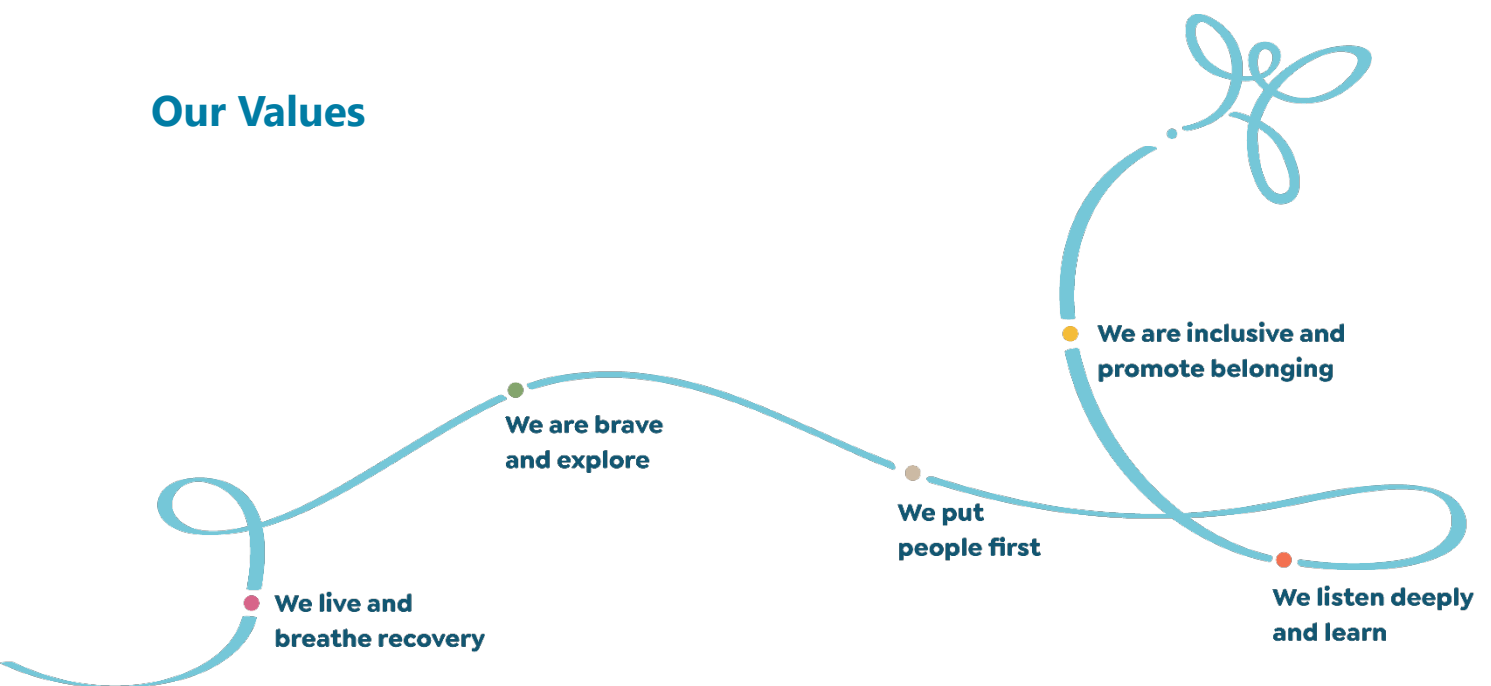 Our Values
We live and
breathe recovery
We are brave
and explore
We put
people first
We listen deeply
and learn
We are inclusive and
promote belonging